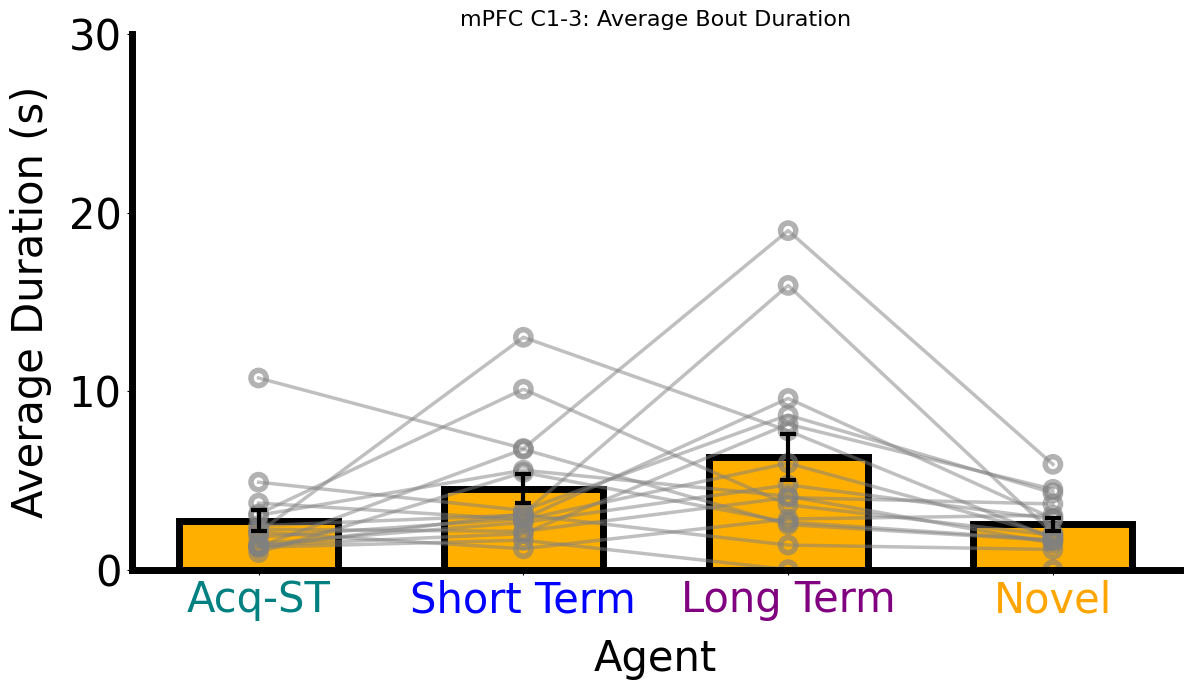 mPFC C1-3: Average Bout Duration
30
20
10
0
Average Duration (s)
Acq-ST Short Term Long Term Novel
Agent